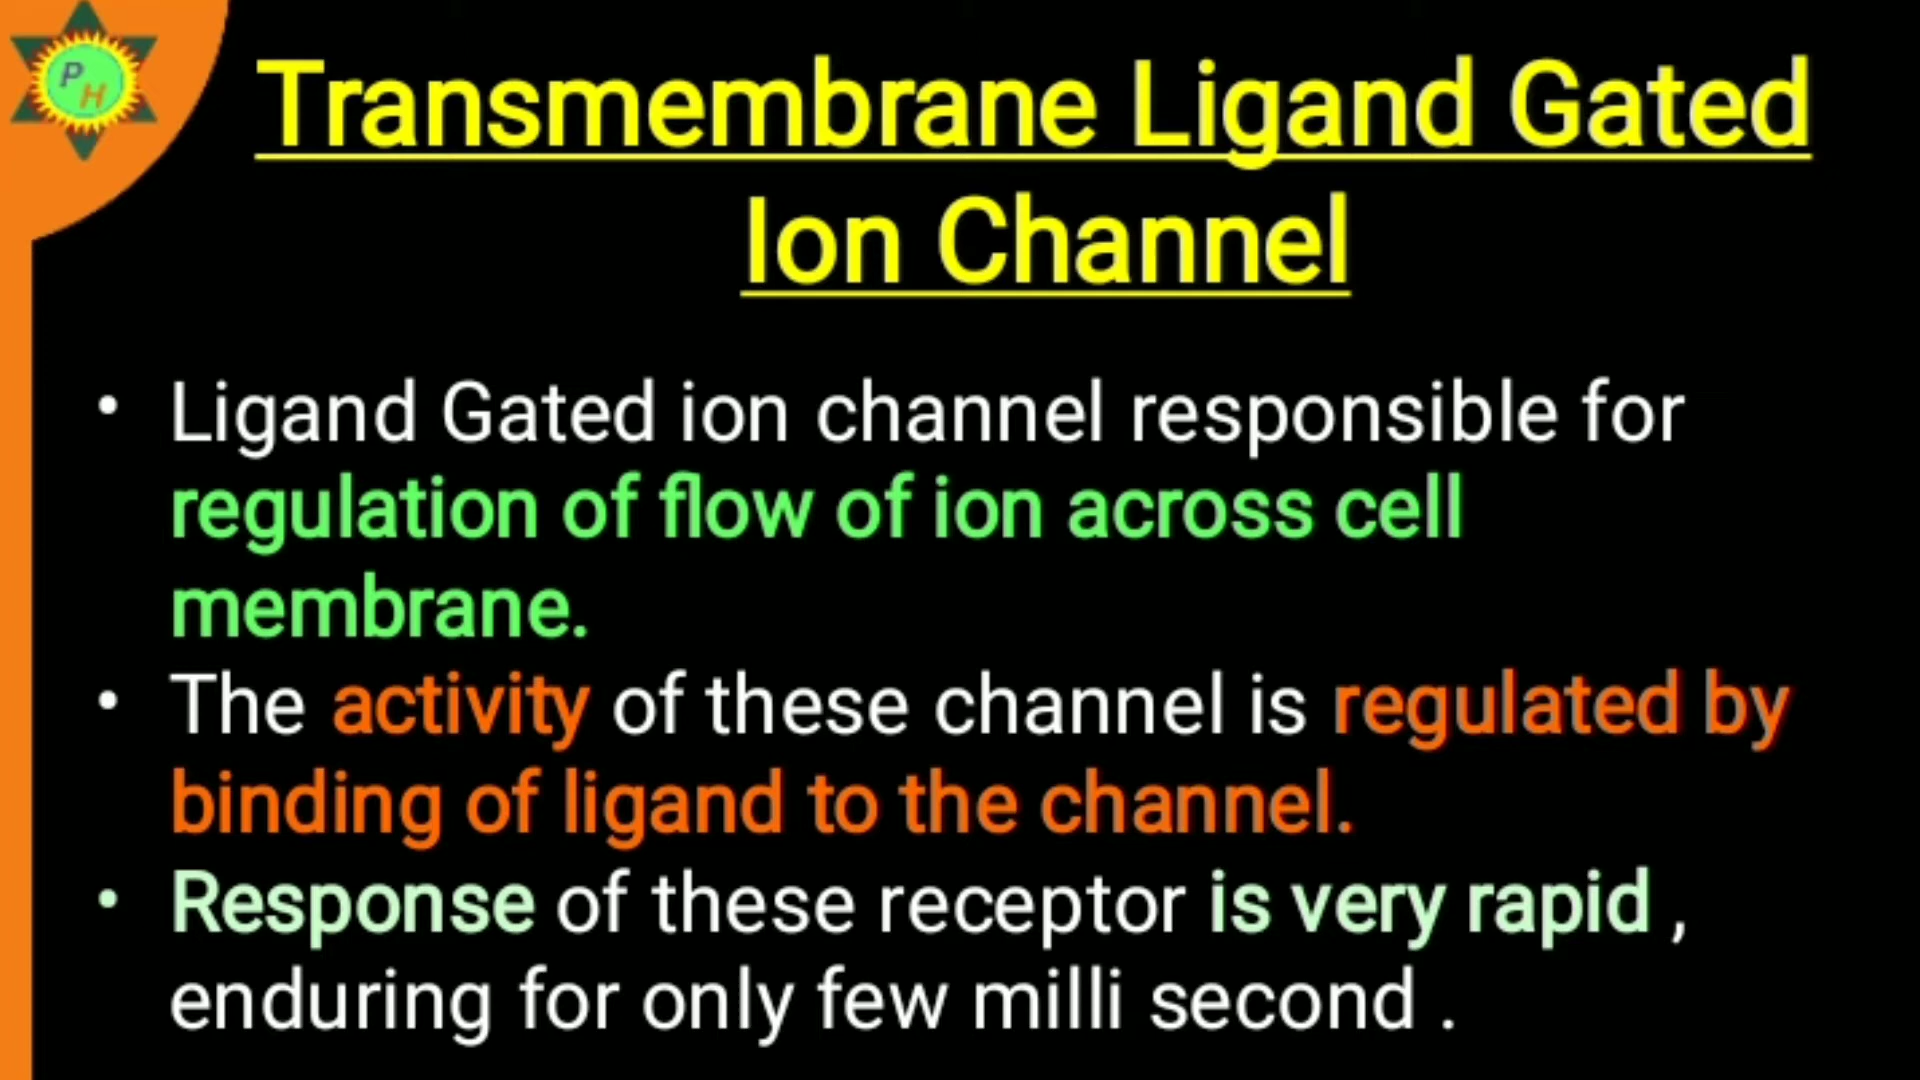 P
H
Transmembrane Ligand Gated
Ion Channel
• Ligand Gated ion channel responsible for
regulation of flow of ion across cell
membrane.
• The activity of these channel is regulated by
binding of ligand to the channel.
• Response of these receptor is very rapid ,
enduring for only few milli second .